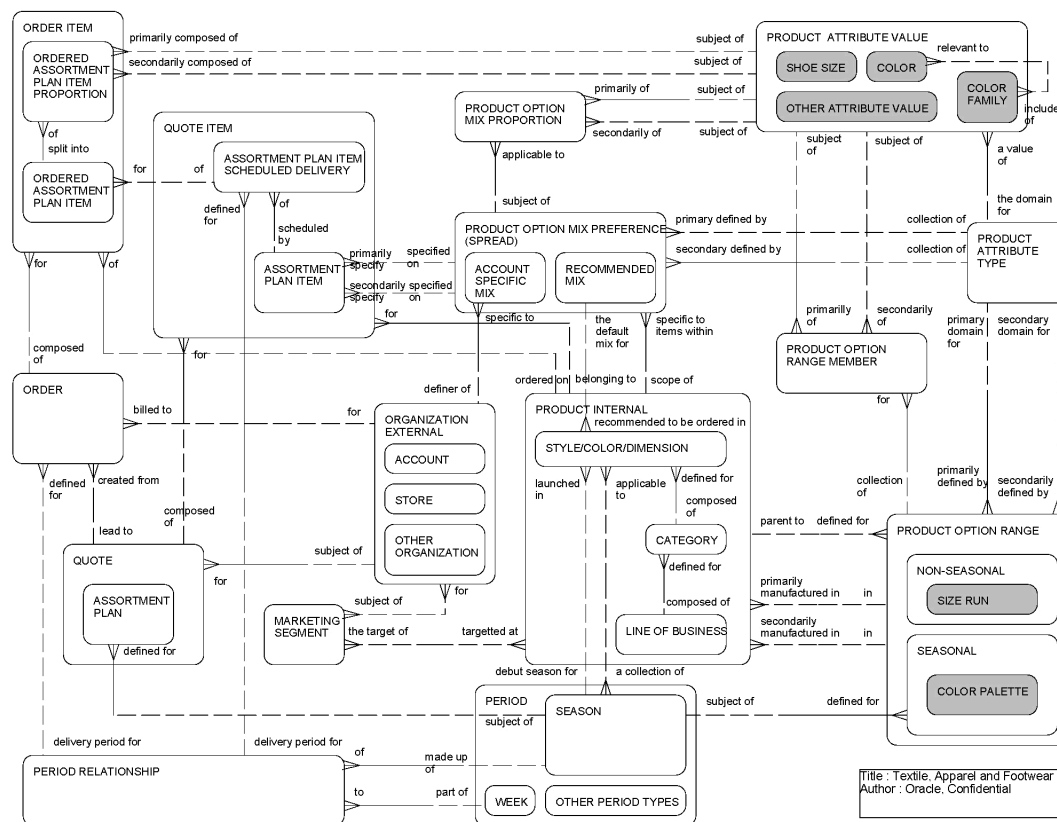 ORDER ITEM
ORDERED
ASSORTMENT
PLAN ITEM
PROPORTION
of
split into
ORDERED
ASSORTMENT
PLAN ITEM
primarily composed of
subject of
secondarily composed of
subject of
PRODUCT ATTRIBUTE VALUE
SHOE SIZE
COLOR
relevant to
COLOR
FAMILY
OTHER ATTRIBUTE VALUE
include
of
QUOTE ITEM
ASSORTMENT PLAN ITEM
SCHEDULED DELIVERY
for
of
defined
for
of
scheduled
by
ASSORTMENT
PLAN ITEM
primarily
specify
specified
on
secondarily
specify
specified
on
PRODUCT OPTION
MIX PROPORTION
primarily of
subject of
secondarily of
subject of
applicable to
subject of
subject
of
subject of
of
a value
of
the domain
for
PRODUCT OPTION MIX PREFERENCE
(SPREAD)
ACCOUNT
SPECIFIC
MIX
RECOMMENDED
MIX
primary defined by
collection of
secondary defined by
collection of
PRODUCT
ATTRIBUTE
TYPE
for
of
for
for
specific to
the
default
mix for
specific to
items within
primarilly
of
secondarily
of
primary
domain
for
secondary
domain for
PRODUCT OPTION
RANGE MEMBER
for
composed
of
ORDER
billed to
for
definer of
ordered on
belonging to
scope of
ORGANIZATION
EXTERNAL
ACCOUNT
STORE
OTHER
ORGANIZATION
PRODUCT INTERNAL
recommended to be ordered in
STYLE/COLOR/DIMENSION
launched
in
applicable
to
defined for
composed
of
CATEGORY
defined for
composed of
LINE OF BUSINESS
collection
of
primarily
defined by
secondarily
defined by
defined
for
created from
lead to
composed
of
QUOTE
ASSORTMENT
PLAN
defined for
for
subject of
for
MARKETING
SEGMENT
subject of
the target of
targetted at
parent to
defined for
primarily
manufactured in
in
secondarily
manufactured in
in
PRODUCT OPTION RANGE
NON-SEASONAL
SIZE RUN
SEASONAL
COLOR PALETTE
debut season for
a collection of
PERIOD
subject of
SEASON
subject of
defined for
delivery period for
delivery period for
of
made up
of
PERIOD RELATIONSHIP
to
part of
WEEK
OTHER PERIOD TYPES
Title : Textile, Apparel and Footwear
Author : Oracle, Confidential